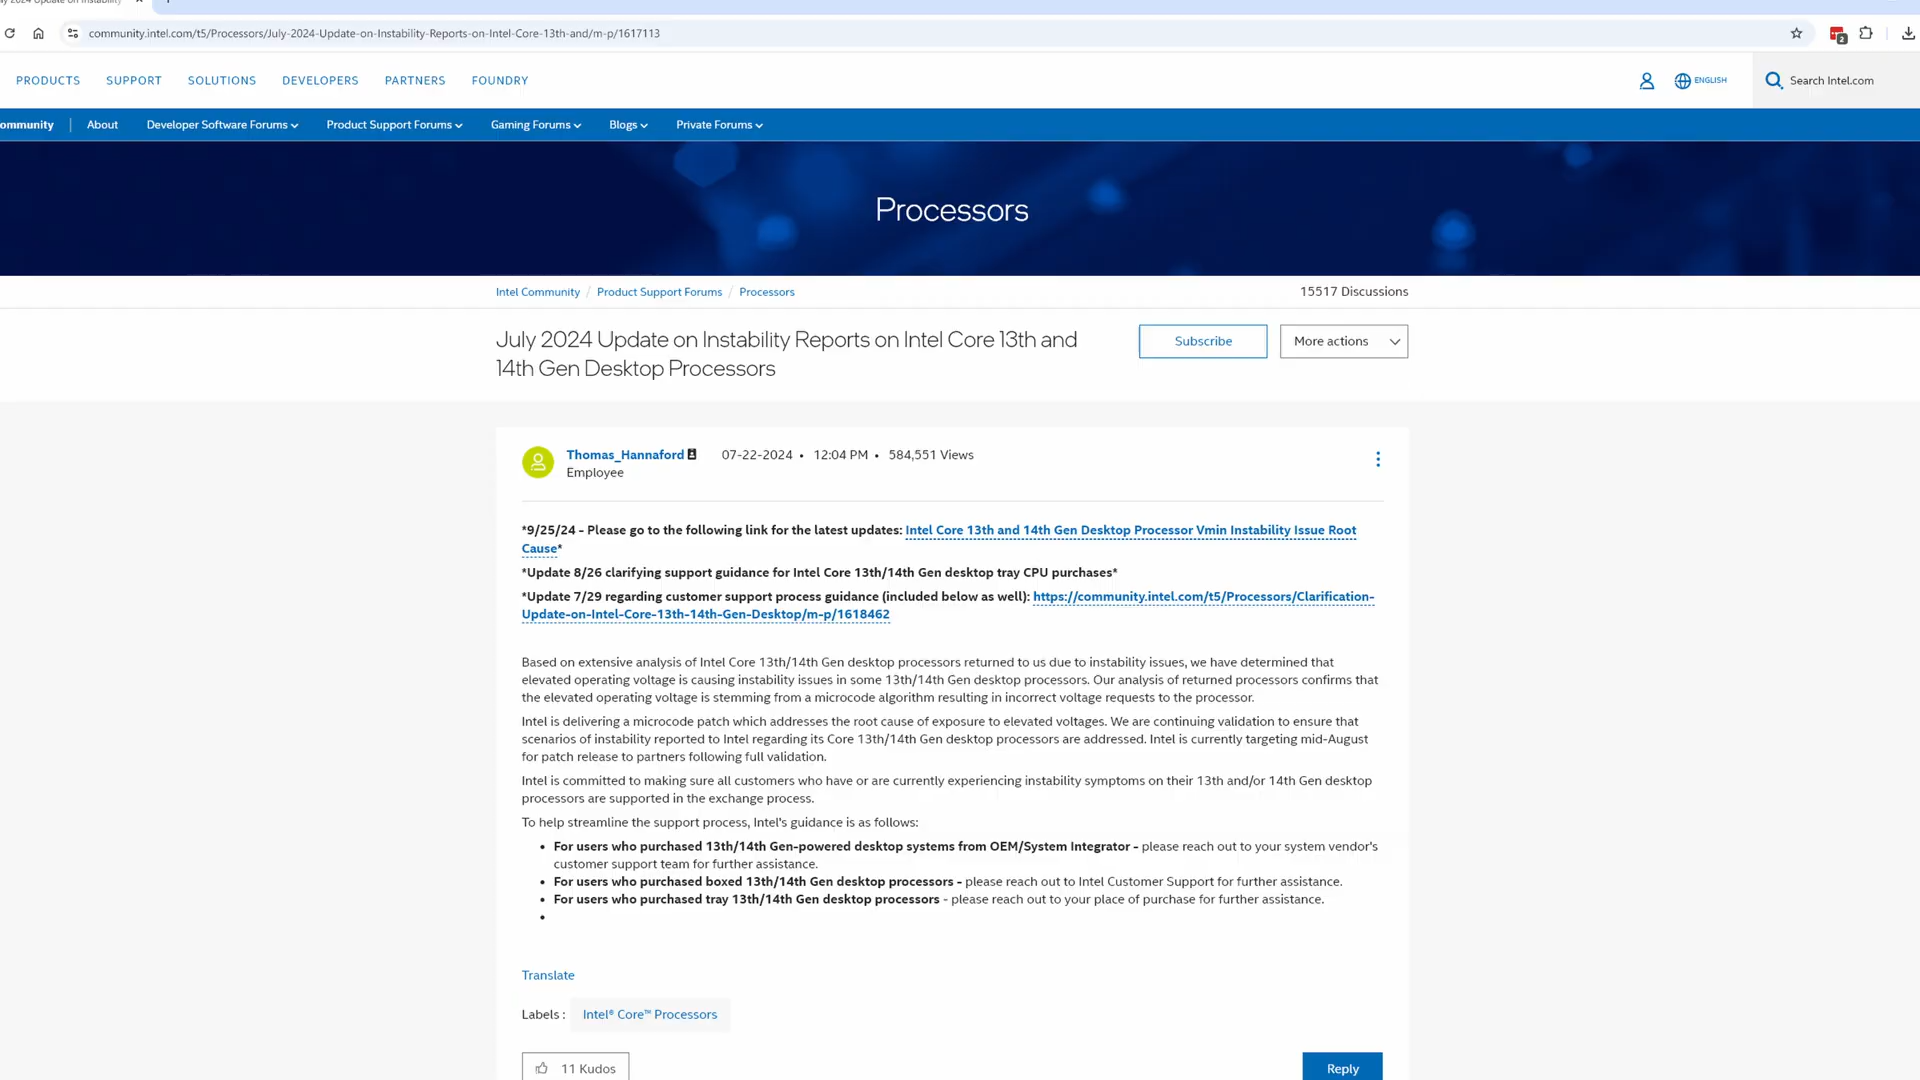 community.intel.com/t5/Processors/July-2024-Update-on-Instability-Reports-on-Intel-Core-13th-and/m-p/1617113
2
PRODUCTS SUPPORT SOLUTIONS DEVELOPERS PARTNERS FOUNDRY
ENGLISH
Search Intel.com
ommunity | About Developer Software Forums Product Support Forums Gaming Forums Blogs Private Forums
Processors
Intel Community / Product Support Forums / Processors
15517 Discussions
July 2024 Update on Instability Reports on Intel Core 13th and
14th Gen Desktop Processors
Subscribe
More actions
Thomas_Hannaford 07-22-2024 • 12:04 PM • 584,551 Views
Employee
*9/25/24 - Please go to the following link for the latest updates: Intel Core 13th and 14th Gen Desktop Processor Vmin Instability Issue Root
Cause*
*Update 8/26 clarifying support guidance for Intel Core 13th/14th Gen desktop tray CPU purchases*
*Update 7/29 regarding customer support process guidance (included below as well): https://community.intel.com/t5/Processors/Clarification-
Update-on-Intel-Core-13th-14th-Gen-Desktop/m-p/1618462
Based on extensive analysis of Intel Core 13th/14th Gen desktop processors returned to us due to instability issues, we have determined that
elevated operating voltage is causing instability issues in some 13th/14th Gen desktop processors. Our analysis of returned processors confirms that
the elevated operating voltage is stemming from a microcode algorithm resulting in incorrect voltage requests to the processor.
Intel is delivering a microcode patch which addresses the root cause of exposure to elevated voltages. We are continuing validation to ensure that
scenarios of instability reported to Intel regarding its Core 13th/14th Gen desktop processors are addressed. Intel is currently targeting mid-August
for patch release to partners following full validation.
Intel is committed to making sure all customers who have or are currently experiencing instability symptoms on their 13th and/or 14th Gen desktop
processors are supported in the exchange process.
To help streamline the support process, Intel's guidance is as follows:
• For users who purchased 13th/14th Gen-powered desktop systems from OEM/System Integrator - please reach out to your system vendor's
customer support team for further assistance.
• For users who purchased boxed 13th/14th Gen desktop processors - please reach out to Intel Customer Support for further assistance.
• For users who purchased tray 13th/14th Gen desktop processors - please reach out to your place of purchase for further assistance.
•
Translate
Labels : Intel® Core™ Processors
11 Kudos
Reply